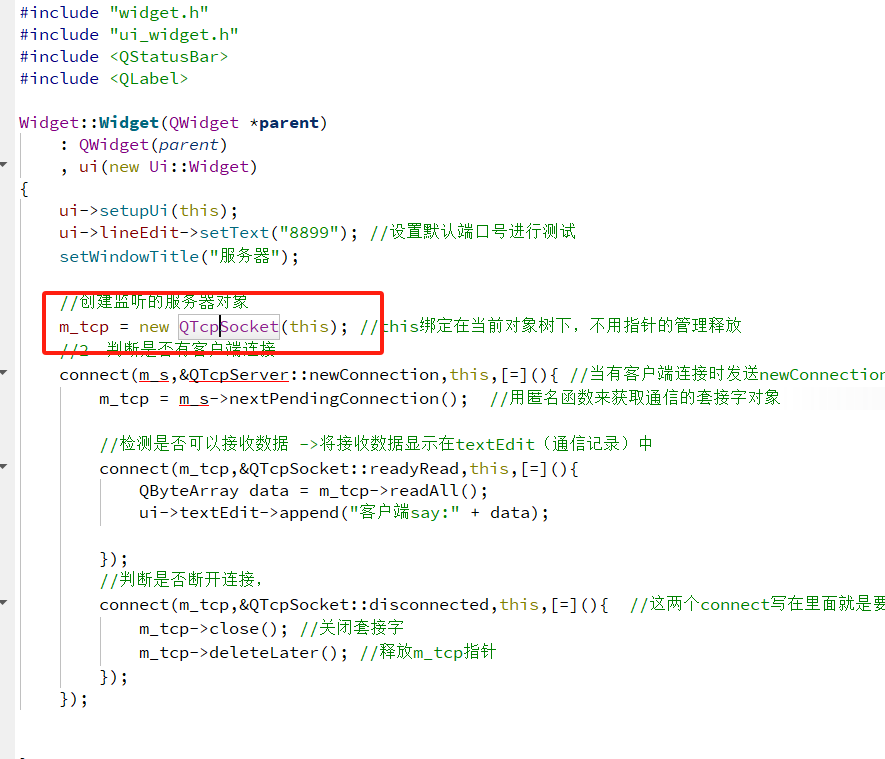 #include "widget.h"
#include "ui_widget.h"
#include <QStatusBar>
#include <QLabel>
Widget::Widget(QWidget *parent)
: QWidget(parent)
, ui(new Ui::Widget)
{
ui->setupUi(this);
ui->lineEdit->setText("8899"); //设置默认端口号进行测试
setWindowTitle("服务器");
//创建监听的服务器对象
m_tcp = new QTcpSocket(this); //this绑定在当前对象树下，不用指针的管理释放
//2 判断是否有客户端连接
connect(m_s,&QTcpServer::newConnection,this,[=](){ //当有客户端连接时发送newConnection
m_tcp = m_s->nextPendingConnection(); //用匿名函数来获取通信的套接字对象
//检测是否可以接收数据 ->将接收数据显示在textEdit（通信记录）中
connect(m_tcp,&QTcpSocket::readyRead,this,[=](){
QByteArray data = m_tcp->readAll();
ui->textEdit->append("客户端say:" + data);
});
//判断是否断开连接，
connect(m_tcp,&QTcpSocket::disconnected,this,[=](){ //这两个connect写在里面就是要
m_tcp->close(); //关闭套接字
m_tcp->deleteLater(); //释放m_tcp指针
});
});